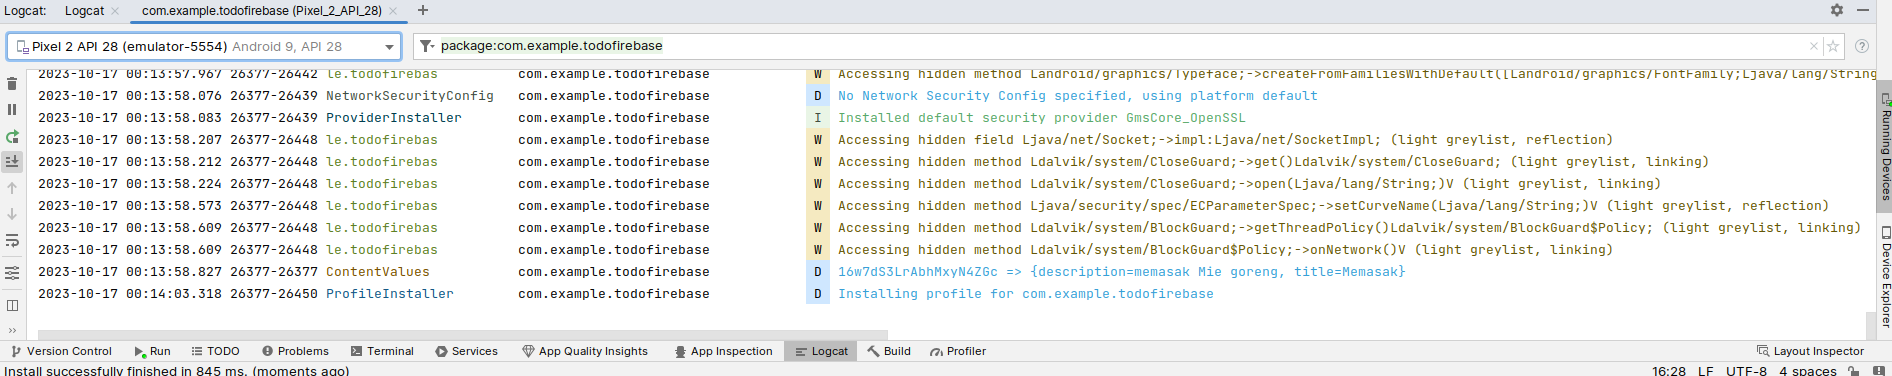 Logcat: Logcat com.example.todofirebase (Pixel_2_API_28)
Pixel 2 API 28 (emulator-5554) Android 9, API 28 package:com.example.todofirebase
2023-10-17 00:13:57.967 26377-26442 le.todofirebas com.example.todofirebase W Accessing hidden method Landroid/graphics/Typeface;->createFromFamiliesWithDefault([Landroid/graphics/FontFamily;Ljava/lang/String
2023-10-17 00:13:58.076 26377-26439 NetworkSecurityConfig com.example.todofirebase D No Network Security Config specified, using platform default
2023-10-17 00:13:58.083 26377-26439 ProviderInstaller com.example.todofirebase I Installed default security provider GmsCore_OpenSSL
2023-10-17 00:13:58.207 26377-26448 le.todofirebas com.example.todofirebase W Accessing hidden field Ljava/net/Socket;->impl:Ljava/net/SocketImpl; (light greylist, reflection)
2023-10-17 00:13:58.212 26377-26448 le.todofirebas com.example.todofirebase W Accessing hidden method Ldalvik/system/CloseGuard;->get()Ldalvik/system/CloseGuard; (light greylist, linking)
2023-10-17 00:13:58.224 26377-26448 le.todofirebas com.example.todofirebase W Accessing hidden method Ldalvik/system/CloseGuard;->open(Ljava/lang/String;)V (light greylist, linking)
2023-10-17 00:13:58.573 26377-26448 le.todofirebas com.example.todofirebase W Accessing hidden method Ljava/security/spec/ECParameterSpec;->setCurveName(Ljava/lang/String;)V (light greylist, reflection)
2023-10-17 00:13:58.609 26377-26448 le.todofirebas com.example.todofirebase W Accessing hidden method Ldalvik/system/BlockGuard;->getThreadPolicy()Ldalvik/system/BlockGuard$Policy; (light greylist, linking)
2023-10-17 00:13:58.609 26377-26448 le.todofirebas com.example.todofirebase W Accessing hidden method Ldalvik/system/BlockGuard$Policy;->onNetwork()V (light greylist, linking)
2023-10-17 00:13:58.827 26377-26377 ContentValues com.example.todofirebase D 16w7dS3LrAbhMxyN4ZGc => {description=memasak Mie goreng, title=Memasak}
2023-10-17 00:14:03.318 26377-26450 ProfileInstaller com.example.todofirebase D Installing profile for com.example.todofirebase
Running Devices
Device Explorer
Version Control Run TODO Problems Terminal Services App Quality Insights App Inspection Logcat Build Profiler Layout Inspector
Install successfully finished in 845 ms. (moments ago) 16:28 LF UTF-8 4 spaces